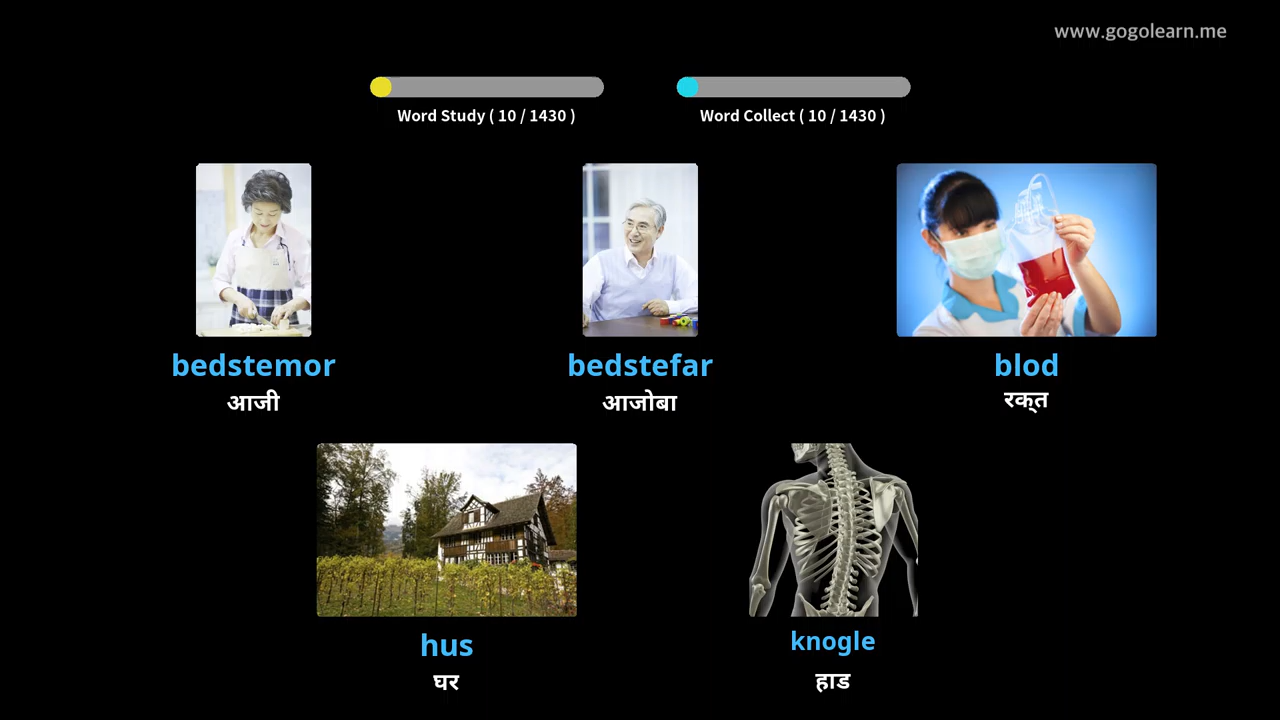 www.gogolearn.me
Word Study ( 10 / 1430 )
Word Collect ( 10 / 1430 )
bedstemor
आजी
bedstefar
आजोबा
blod
रक्त
hus
घर
knogle
हाड